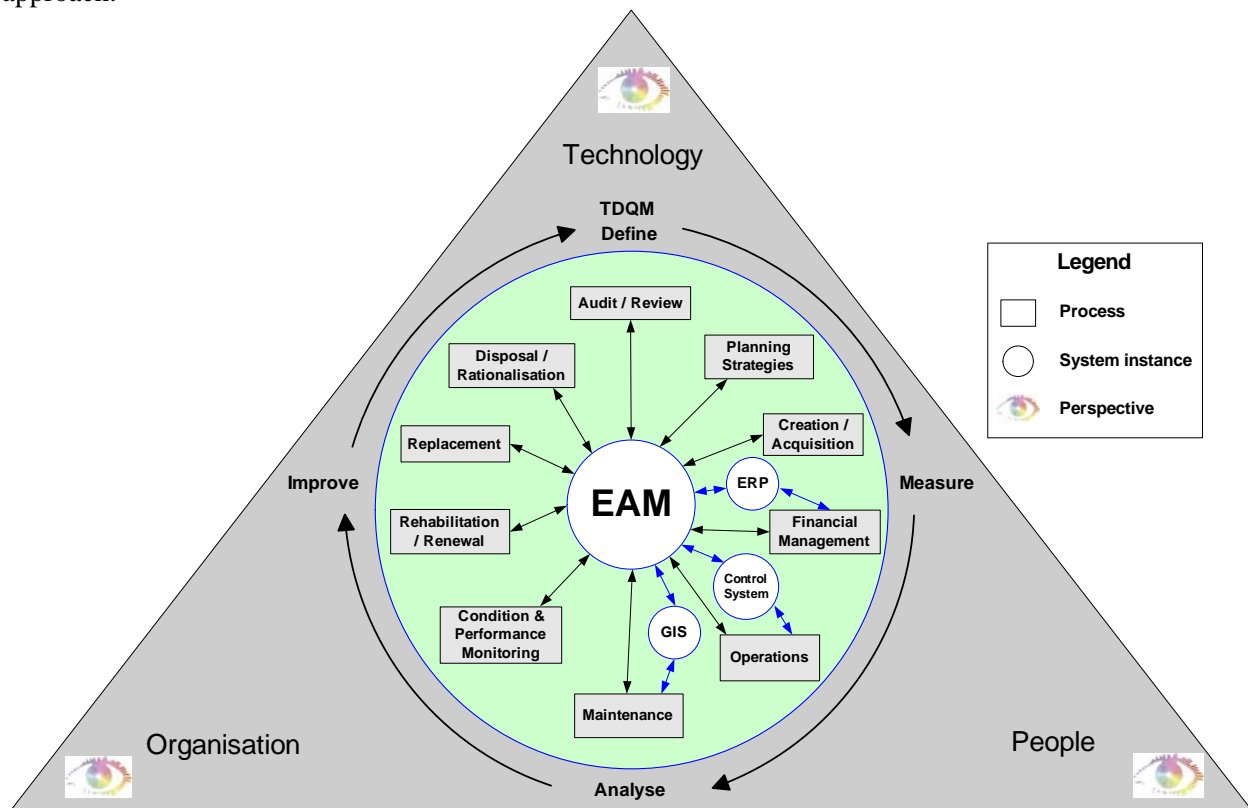 approach.
Technology
TDQM
Define
Legend
Process
System instance
Perspective
Audit / Review
Planning
Strategies
Disposal /
Rationalisation
Creation /
Acquisition
Replacement
ERP
Improve
EAM
Measure
Rehabilitation
/ Renewal
Financial
Management
Control
System
Condition &
Performance
Monitoring
GIS
Operations
Maintenance
Organisation
People
Analyse